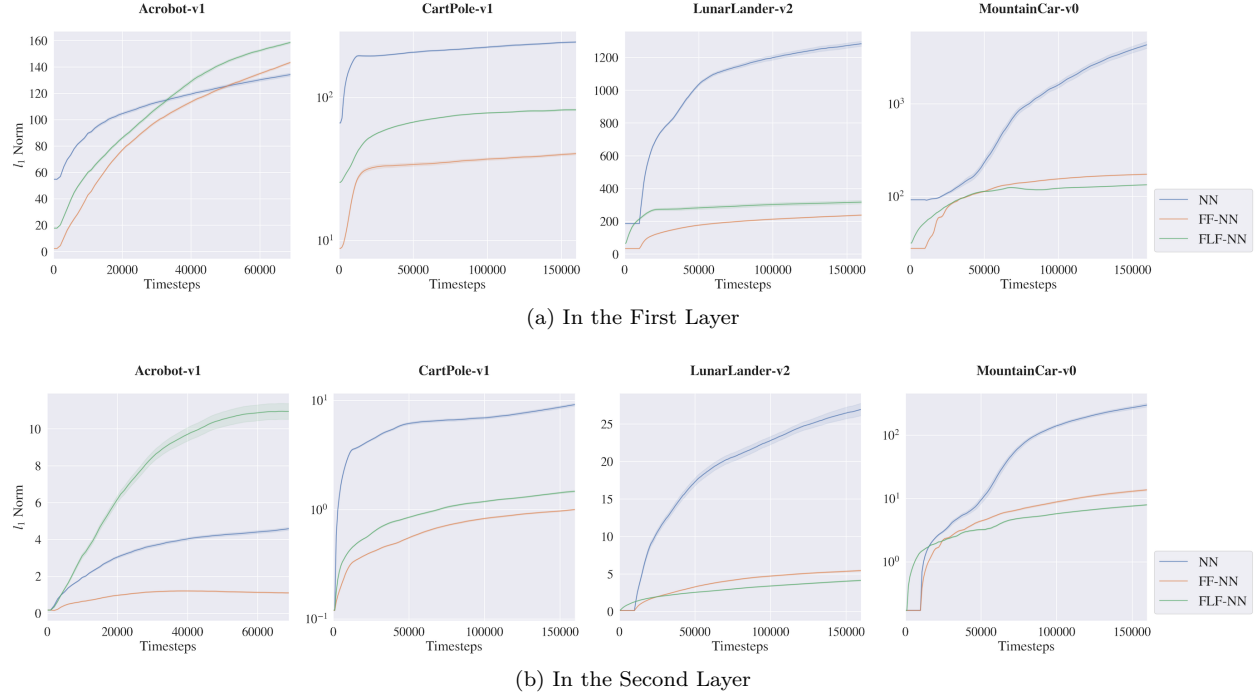 Acrobot-v1
CartPole-v1
LunarLander-v2
MountainCar-v0
l1 Norm
160
140
120
100
80
60
40
20
0
0 20000 40000 60000
Timesteps
10^2
10^1
0 50000 100000 150000
Timesteps
1200
1000
800
600
400
200
0
0 50000 100000 150000
Timesteps
10^3
10^2
0 50000 100000 150000
Timesteps
NN
FF-NN
FLF-NN
(a) In the First Layer
Acrobot-v1
CartPole-v1
LunarLander-v2
MountainCar-v0
l1 Norm
10
8
6
4
2
0
0 20000 40000 60000
Timesteps
10^1
10^0
10^−1
0 50000 100000 150000
Timesteps
25
20
15
10
5
0
0 50000 100000 150000
Timesteps
10^2
10^1
10^0
0 50000 100000 150000
Timesteps
NN
FF-NN
FLF-NN
(b) In the Second Layer